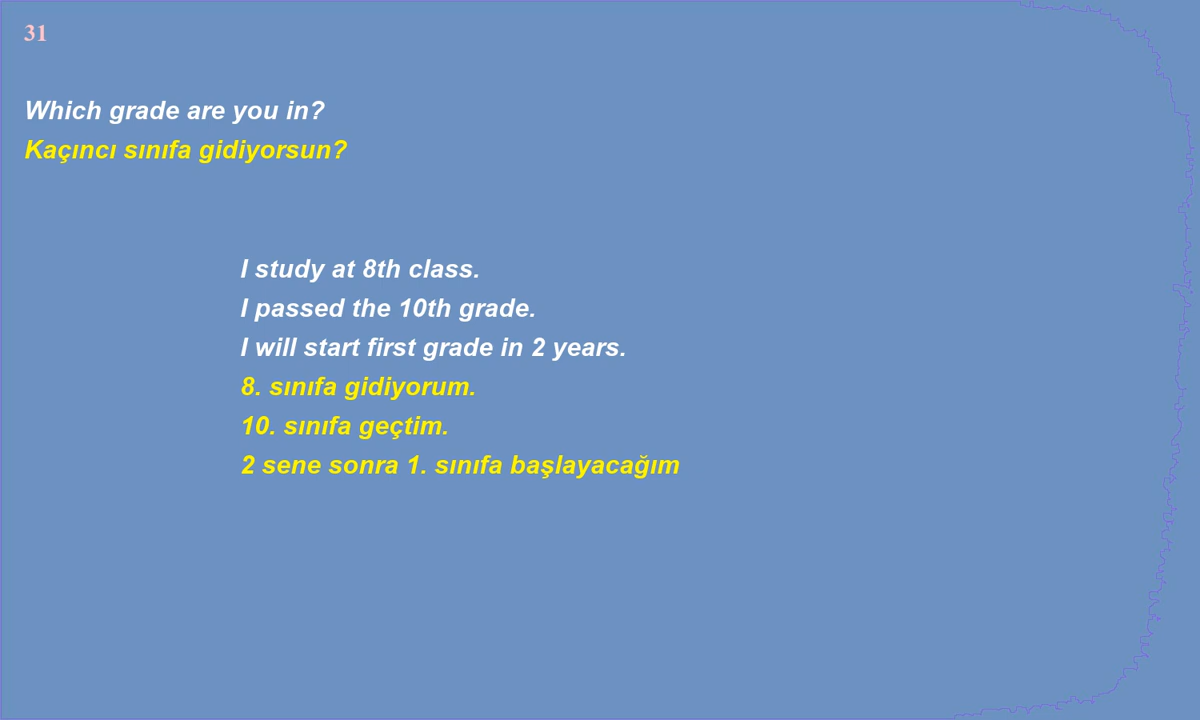 31
Which grade are you in?
Kaçıncı sınıfa gidiyorsun?
I study at 8th class.
I passed the 10th grade.
I will start first grade in 2 years.
8. sınıfa gidiyorum.
10. sınıfa geçtim.
2 sene sonra 1. sınıfa başlayacağım